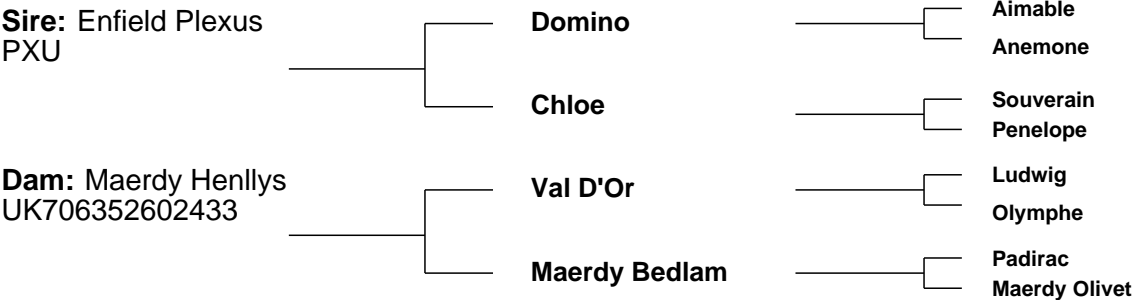 Sire: Enfield Plexus
PXU
Domino
Aimable
Anemone
Chloe
Souverain
Penelope
Dam: Maerdy Henllys
UK706352602433
Val D'Or
Ludwig
Olymphe
Maerdy Bedlam
Padirac
Maerdy Olivet